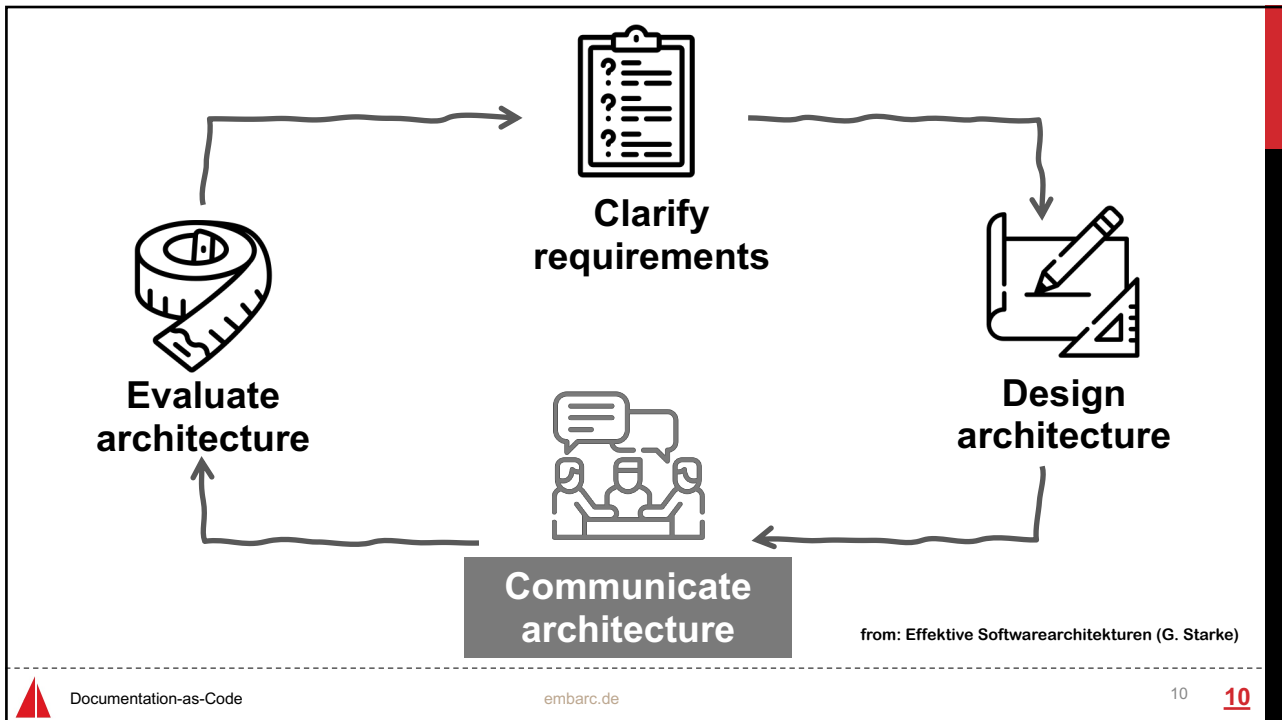 ?
?
?
Clarify
requirements
Evaluate
architecture
Design
architecture
Communicate
architecture
from: Effektive Softwarearchitekturen (G. Starke)
Documentation-as-Code
embarc.de
10
10